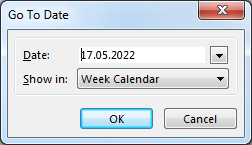 Go To Date
Date: 17.05.2022
Show in: Week Calendar
OK Cancel